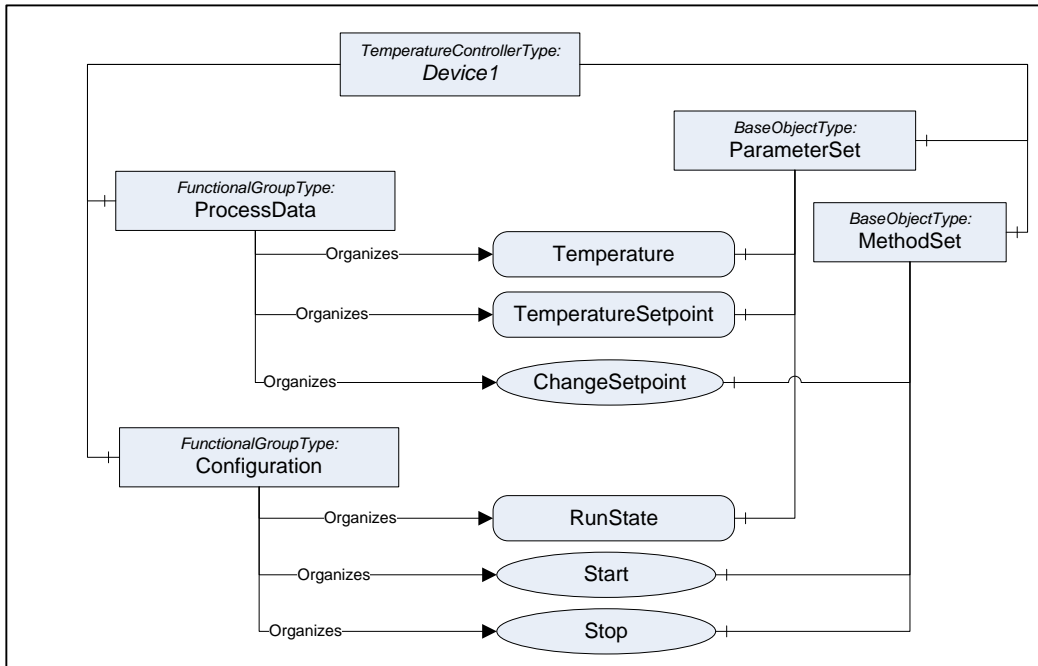 TemperatureControllerType:
Device1
BaseObjectType:
ParameterSet
FunctionalGroupType:
ProcessData
BaseObjectType:
MethodSet
Organizes
Temperature
Organizes
TemperatureSetpoint
Organizes
ChangeSetpoint
FunctionalGroupType:
Configuration
Organizes
RunState
Organizes
Start
Organizes
Stop